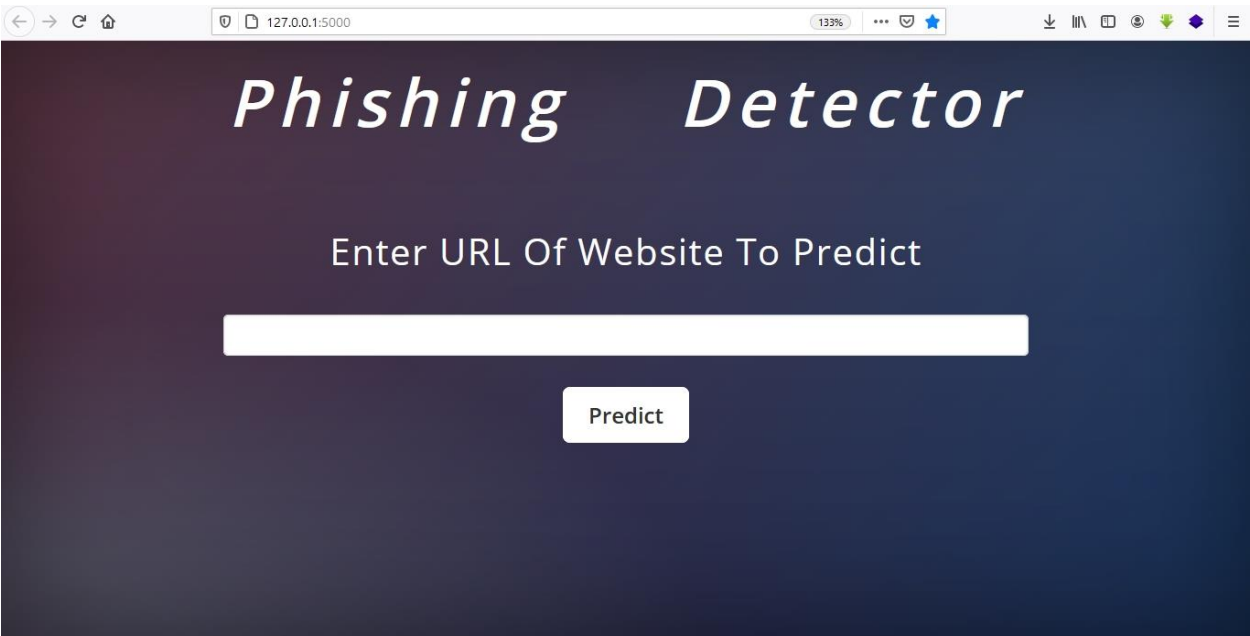 127.0.0.1:5000 133%
Phishing Detector
Enter URL Of Website To Predict
Predict